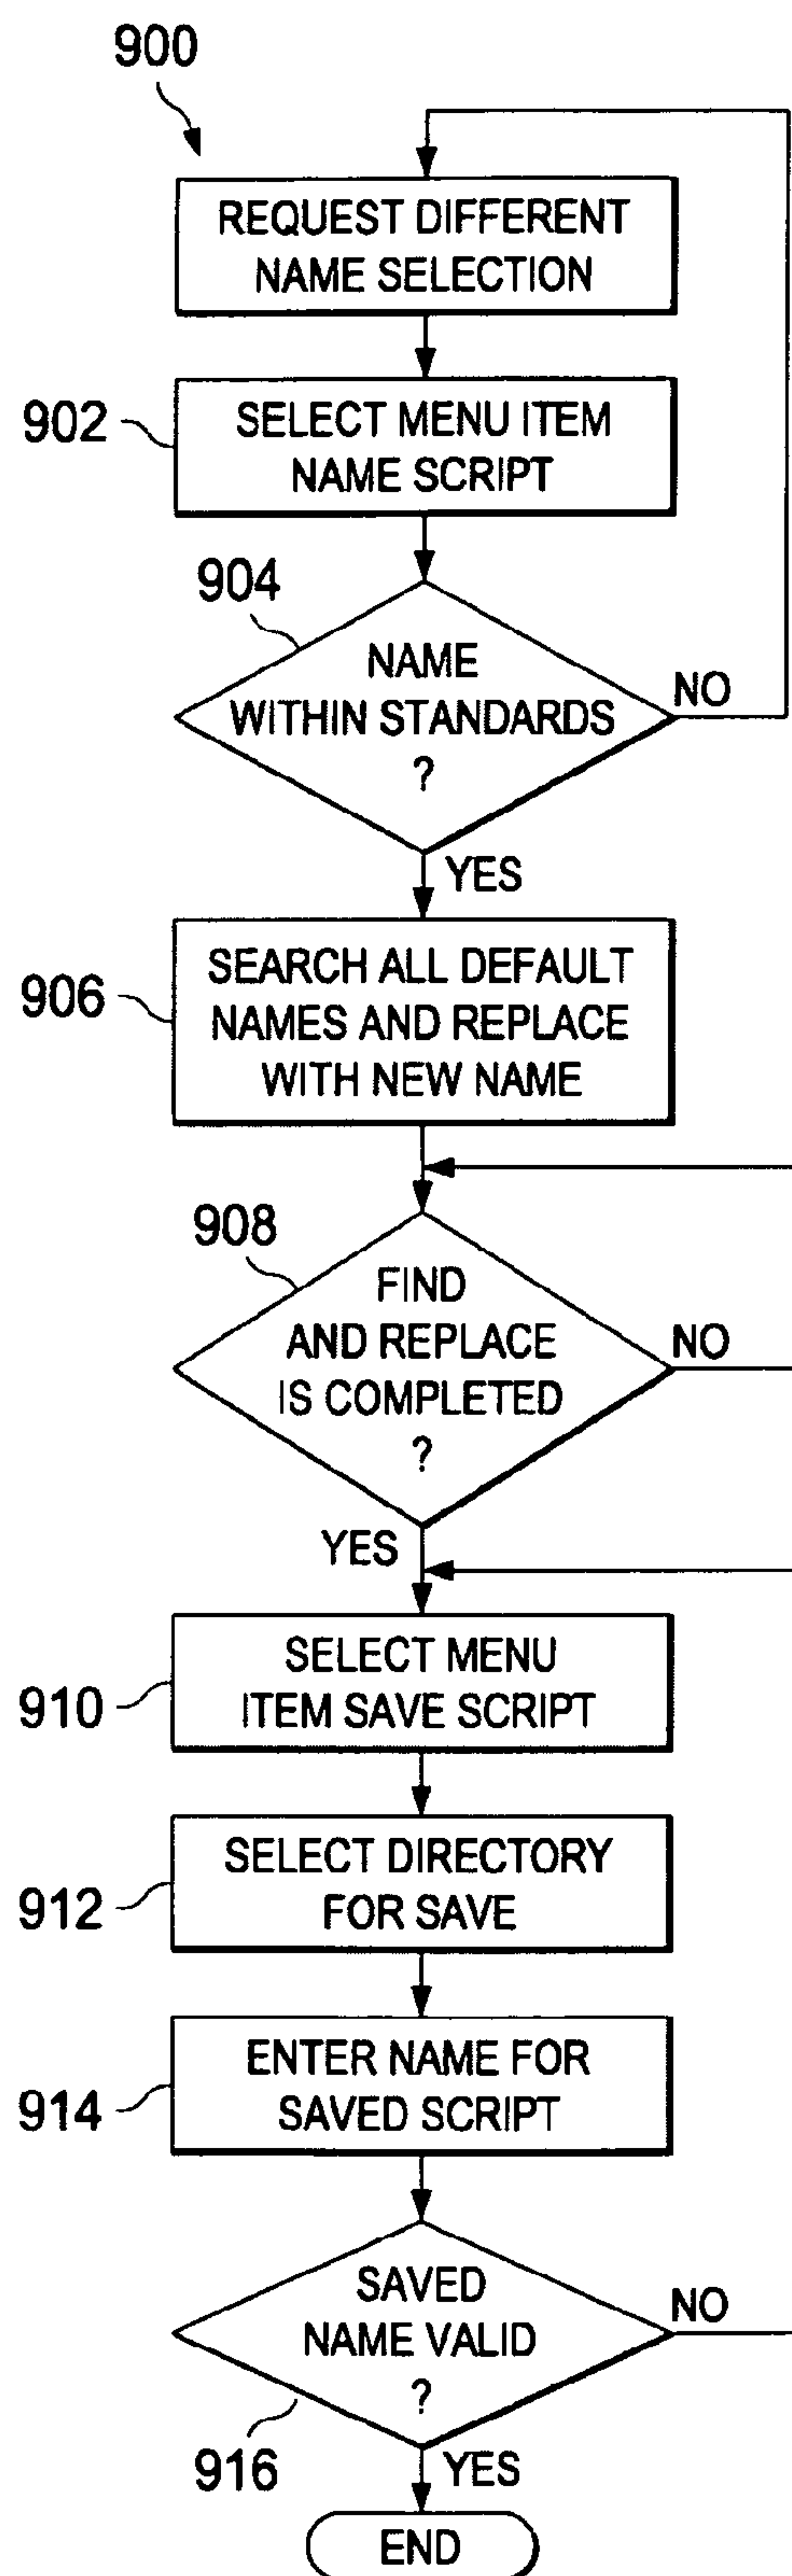 900
REQUEST DIFFERENT
NAME SELECTION
902
SELECT MENU ITEM
NAME SCRIPT
904
NAME
WITHIN STANDARDS
?
NO
YES
906
SEARCH ALL DEFAULT
NAMES AND REPLACE
WITH NEW NAME
908
FIND
AND REPLACE
IS COMPLETED
?
NO
YES
910
SELECT MENU
ITEM SAVE SCRIPT
912
SELECT DIRECTORY
FOR SAVE
914
ENTER NAME FOR
SAVED SCRIPT
SAVED
NAME VALID
?
NO
916
YES
END